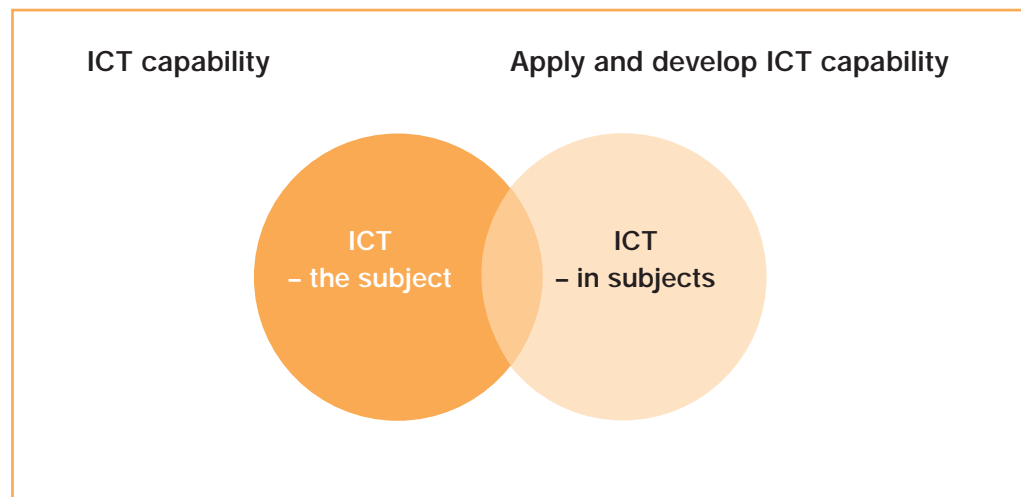 ICT capability
Apply and develop ICT capability
ICT
– the subject
ICT
– in subjects